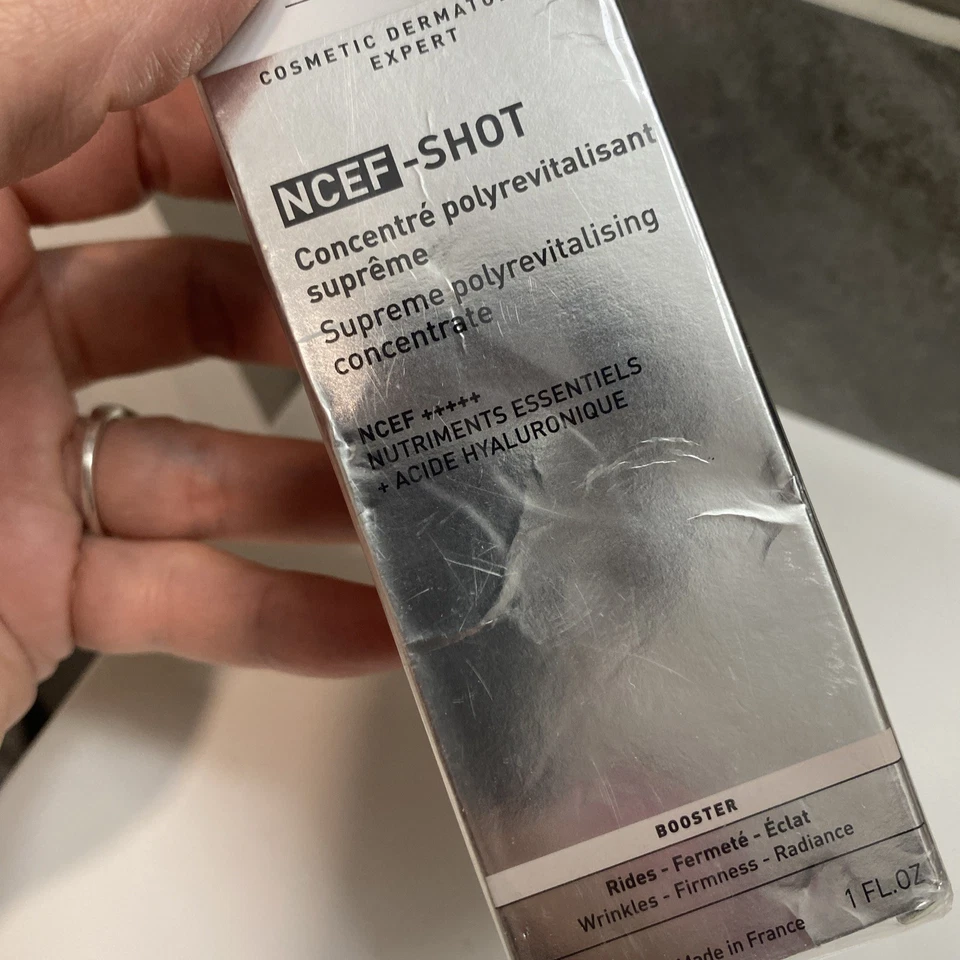 COSMETIC
EXPERT
NCEF-SHOT
Concentré polyrevitalisant
suprême
Supreme polyrevitalising
concentrate
NCEF +++++
NUTRIMENTS ESSENTIELS
+ ACIDE HYALURONIQUE
BOOSTER
Rides - Fermeté - Éclat
Wrinkles - Firmness - Radiance
1 FL.OZ
Made in France